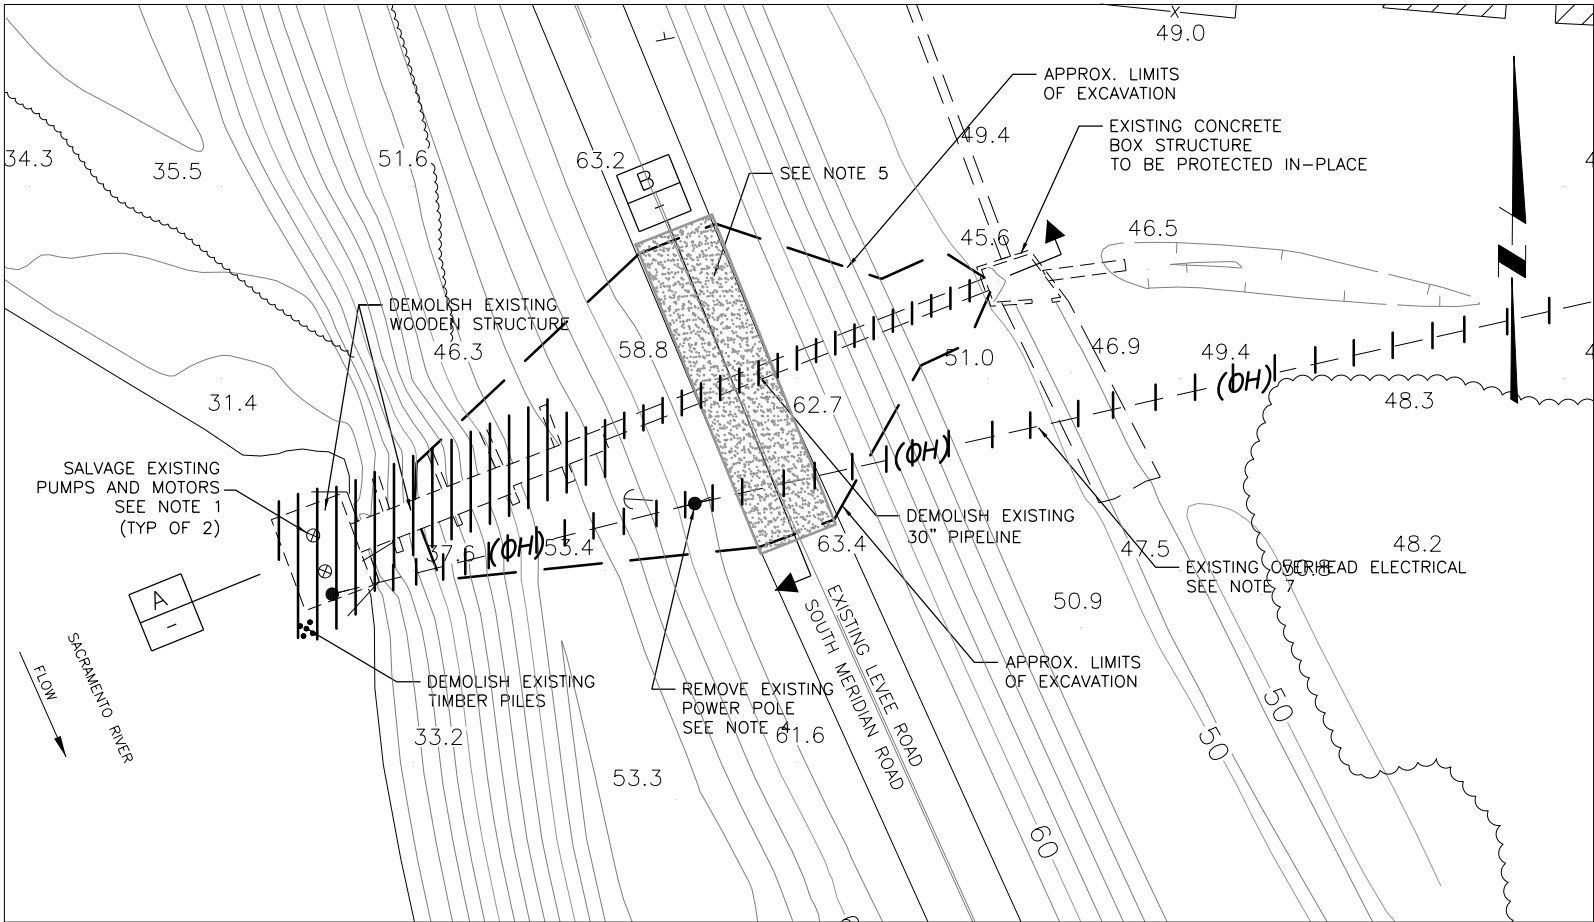 49.0
APPROX. LIMITS
OF EXCAVATION
49.4
EXISTING CONCRETE
BOX STRUCTURE
TO BE PROTECTED IN-PLACE
34.3
35.5
51.6
63.2
B
-
SEE NOTE 5
45.6
46.5
DEMOLISH EXISTING
WOODEN STRUCTURE
46.3
58.8
51.0
46.9
49.4
(OH)
31.4
62.7
48.3
(OH)
SALVAGE EXISTING
PUMPS AND MOTORS
SEE NOTE 1
(TYP OF 2)
DEMOLISH EXISTING
30" PIPELINE
37.6
(OH)
53.4
63.4
47.5
48.2
EXISTING OVERHEAD ELECTRICAL
SEE NOTE 7
50.8
A
-
50.9
EXISTING LEVEE ROAD
SOUTH MERIDIAN ROAD
SACRAMENTO RIVER
FLOW
APPROX. LIMITS
OF EXCAVATION
DEMOLISH EXISTING
TIMBER PILES
REMOVE EXISTING
POWER POLE
SEE NOTE 4
33.2
61.6
53.3
50
50
60